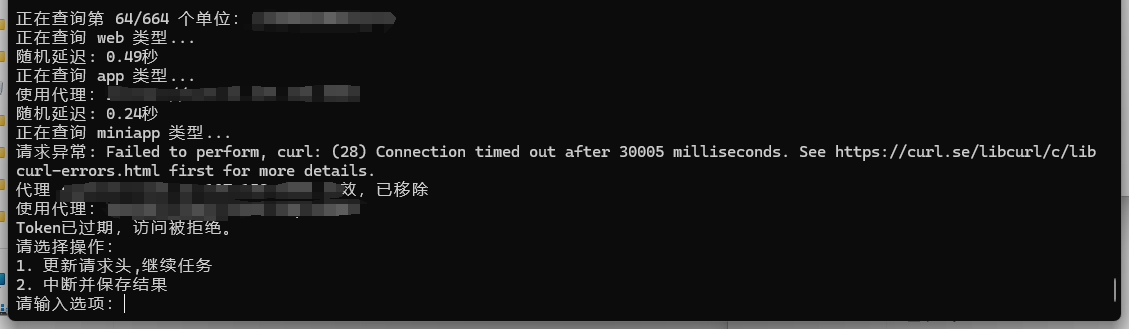 正在查询第 64/664 个单位:
正在查询 web 类型...
随机延迟: 0.49秒
正在查询 app 类型...
使用代理:
随机延迟: 0.24秒
正在查询 miniapp 类型...
请求异常: Failed to perform, curl: (28) Connection timed out after 30005 milliseconds. See https://curl.se/libcurl/c/lib
curl-errors.html first for more details.
代理 效, 已移除
使用代理:
Token已过期, 访问被拒绝。
请选择操作:
1. 更新请求头,继续任务
2. 中断并保存结果
请输入选项: